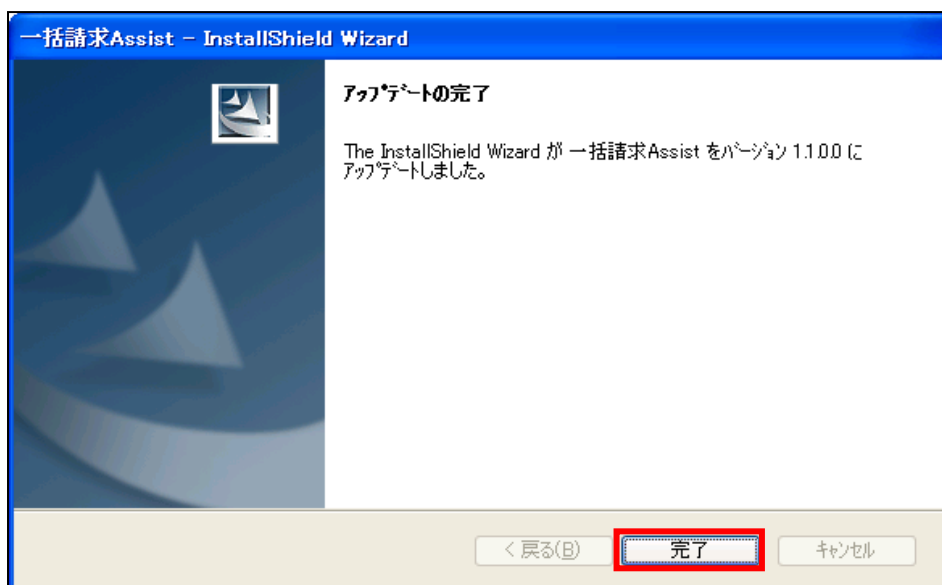 一括請求Assist - InstallShield Wizard
アップデートの完了
The InstallShield Wizard が 一括請求Assist をバージョン 1.1.0.0 に
アップデートしました。
< 戻る(B)
完了
キャンセル